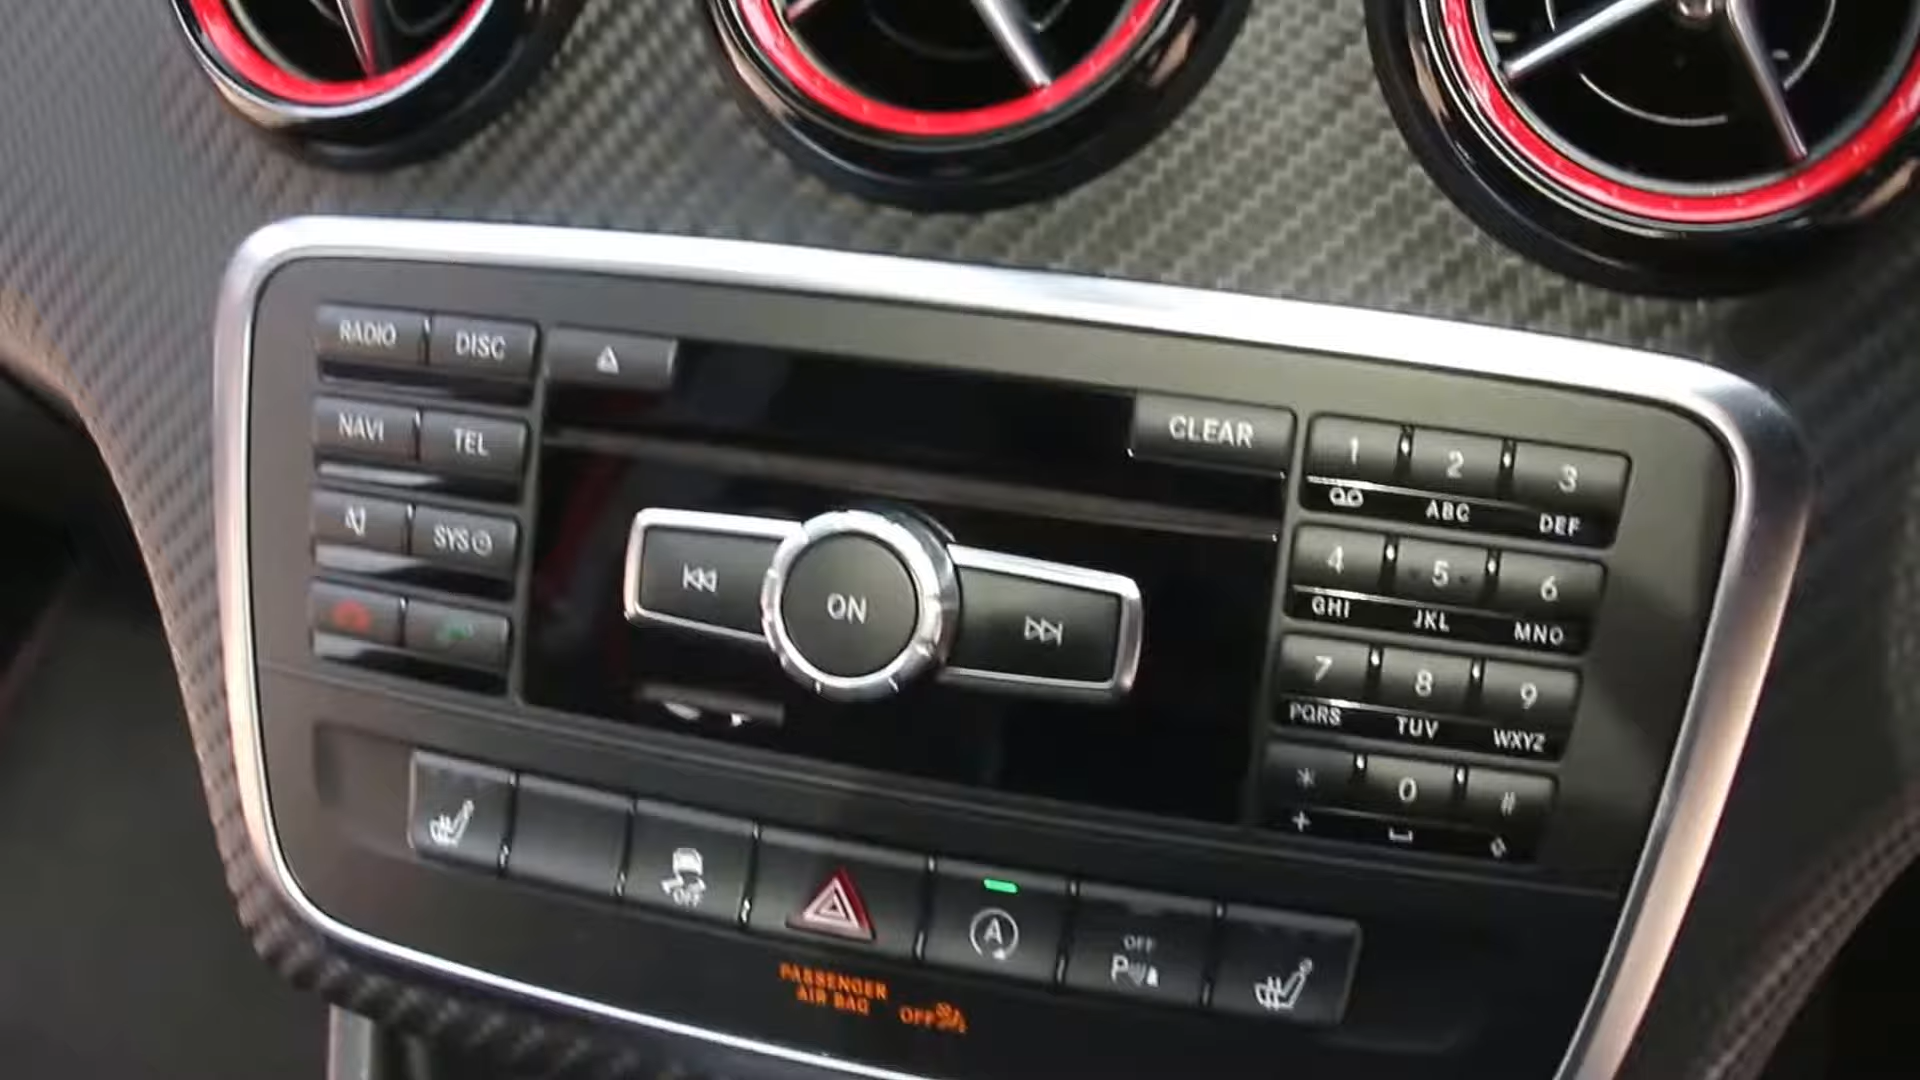 RADIO DISC
CLEAR
NAVI TEL
1 2 3
ABC DEF
SYS
4 5 6
GHI JKL MNO
ON
7 8 9
PQRS TUV WXYZ
* 0 #
+
OFF
A
OFF
P
PASSENGER
AIR BAG OFF